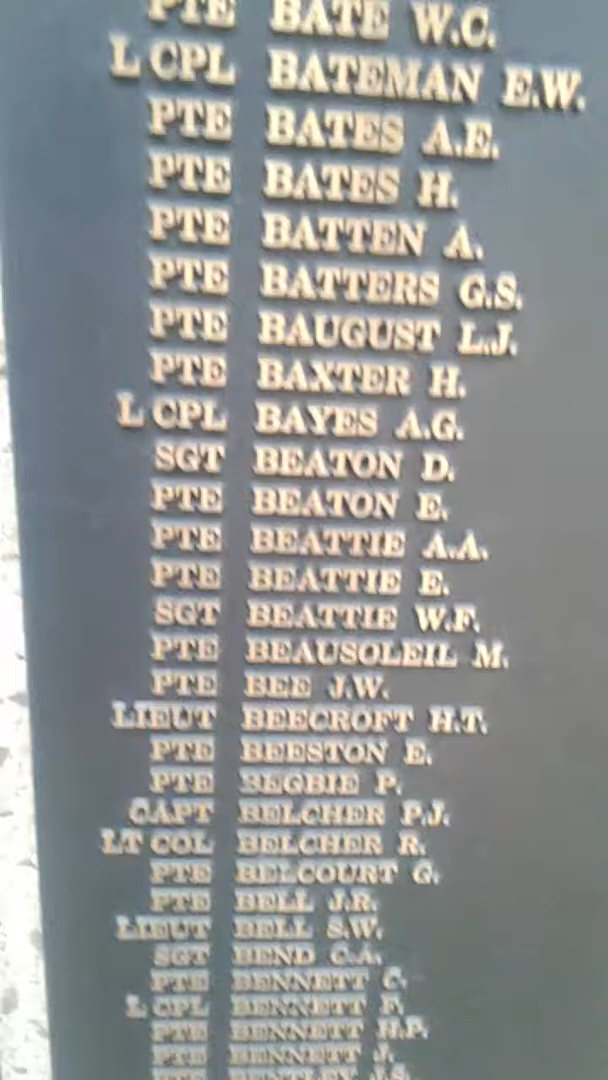 PTE BATE W.C.
L CPL BATEMAN E.W.
PTE BATES A.E.
PTE BATES H.
PTE BATTEN A.
PTE BATTERS G.S.
PTE BAUGUST L.J.
PTE BAXTER H.
L CPL BAYES A.G.
SGT BEATON D.
PTE BEATON E.
PTE BEATTIE A.A.
PTE BEATTIE E.
SGT BEATTIE W.F.
PTE BEAUSOLEIL M.
PTE BEE J.W.
LIEUT BEECROFT H.T.
PTE BEESTON E.
PTE BEGBIE P.
CAPT BELCHER P.J.
LT COL BELCHER R.
PTE BELCOURT G.
PTE BELL J.R.
LIEUT BELL S.W.
SGT BEND C.A.
PTE BENNETT C.
L CPL BENNETT F.
PTE BENNETT H.P.
PTE BENNETT J.
PTE BENTLEY J.S.